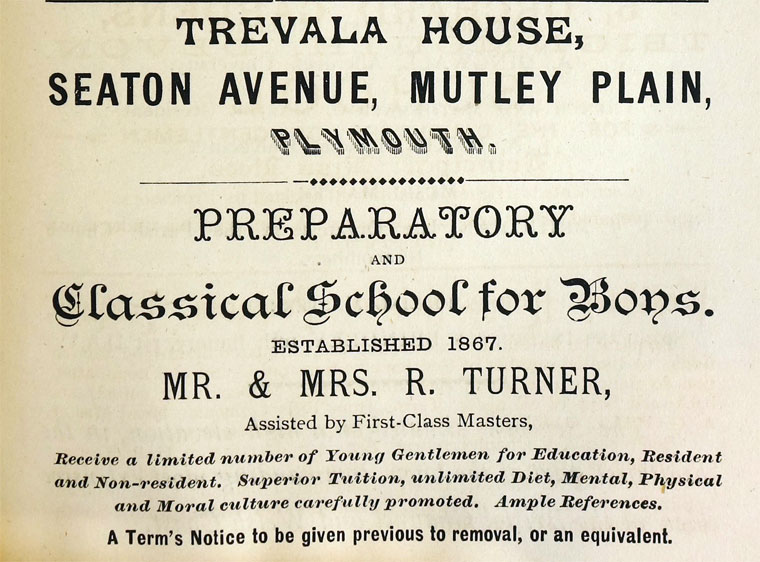 TREVALA HOUSE,
SEATON AVENUE, MUTLEY PLAIN,
PLYMOUTH.
PREPARATORY
AND
Classical School for Boys.
ESTABLISHED 1867.
MR. & MRS. R. TURNER,
Assisted by First-Class Masters,
Receive a limited number of Young Gentlemen for Education, Resident
and Non-resident. Superior Tuition, unlimited Diet, Mental, Physical
and Moral culture carefully promoted. Ample References.
A Term's Notice to be given previous to removal, or an equivalent.